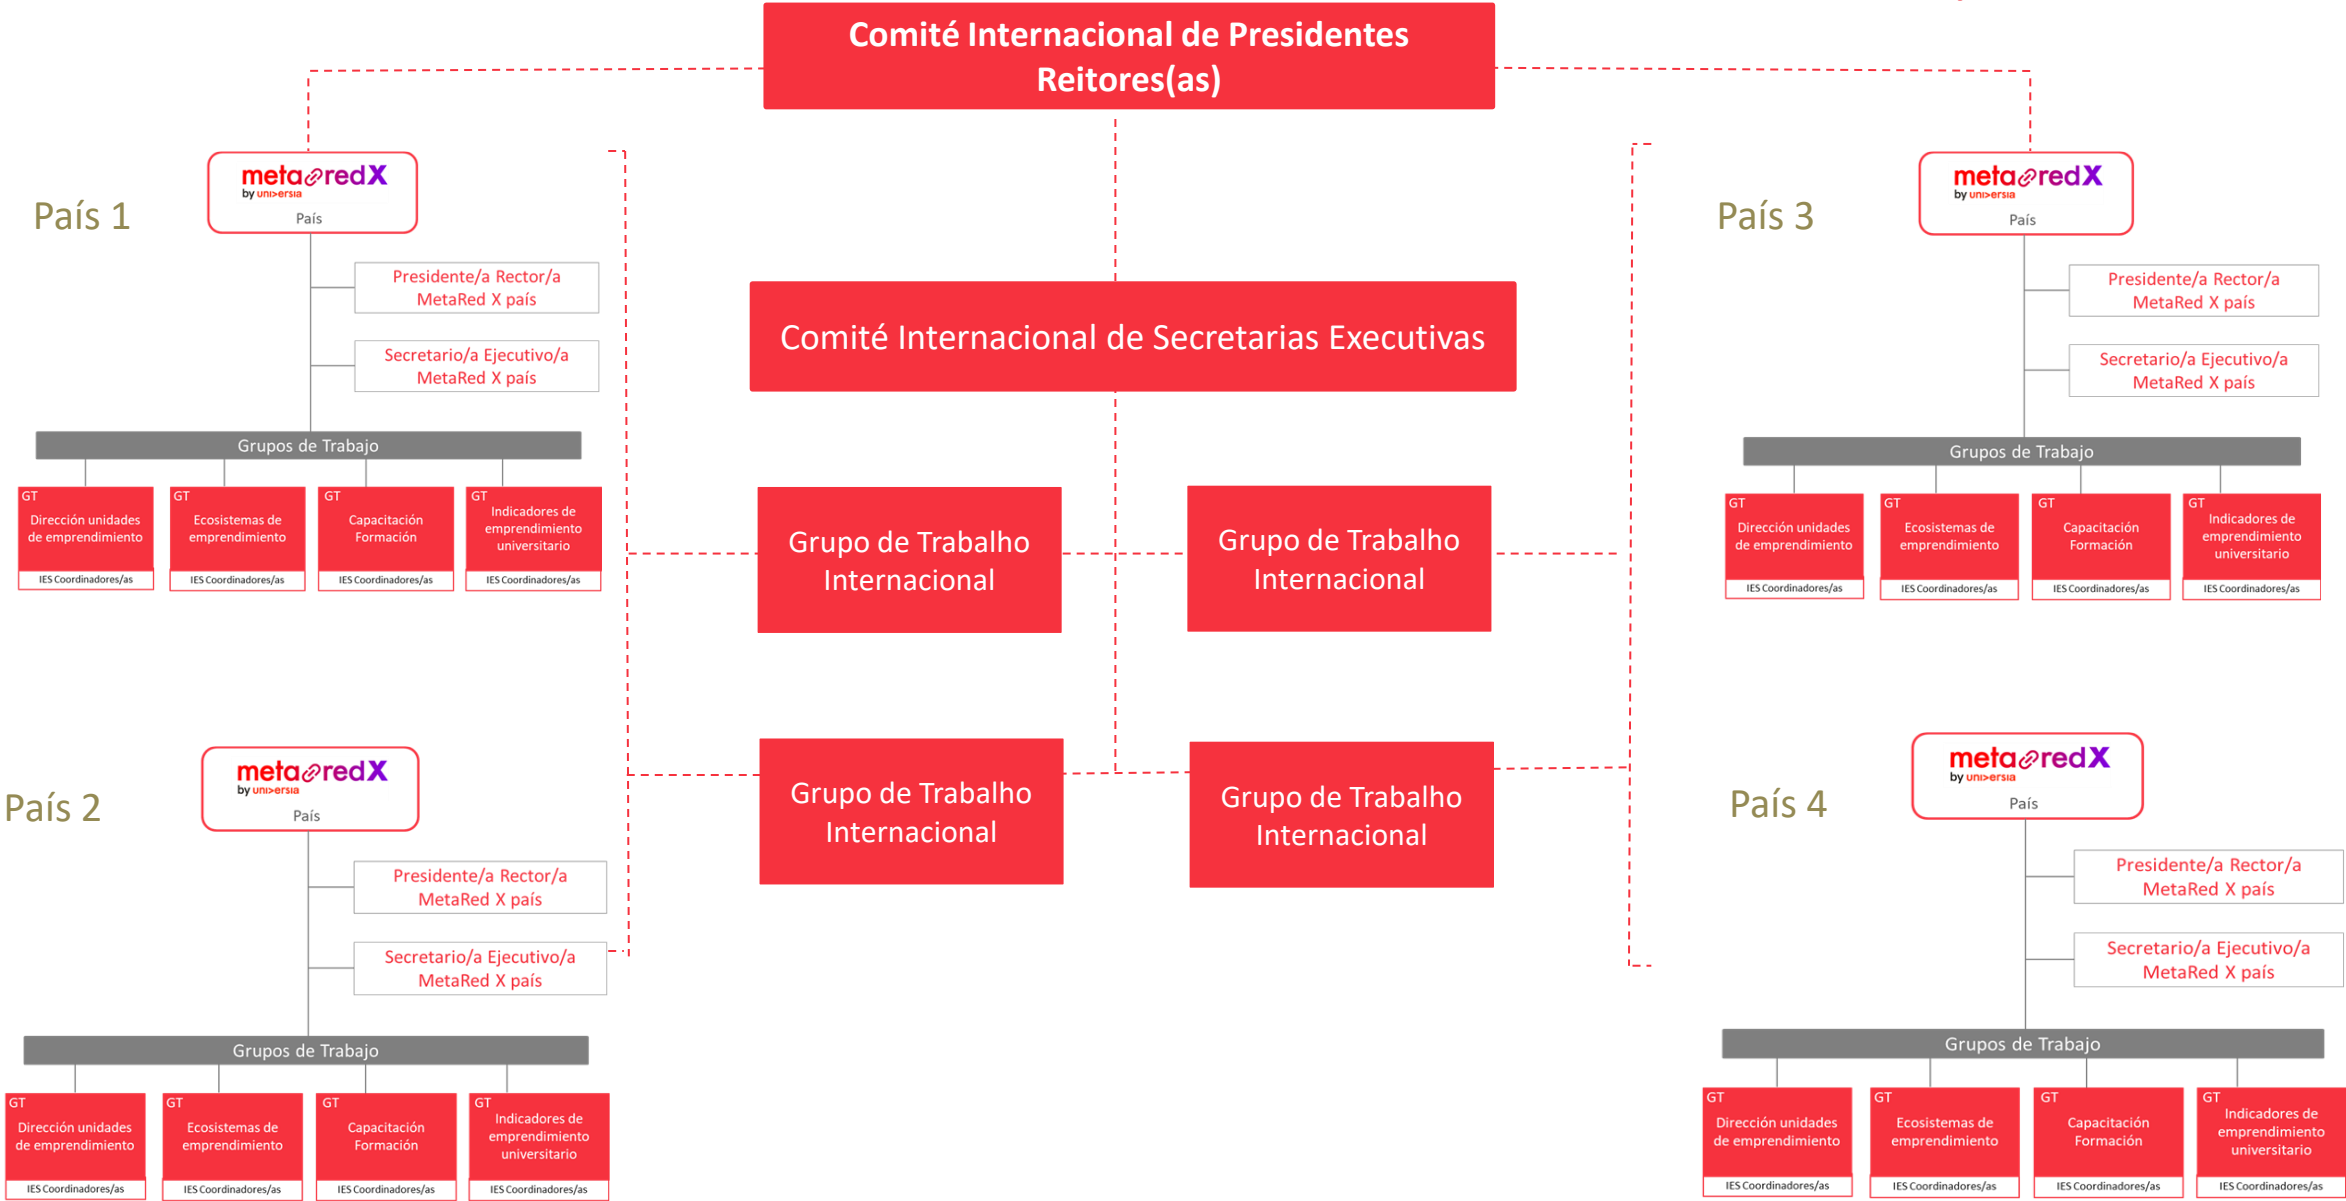 Comité Internacional de Presidentes
Reitores(as)
País 1
metaredX
by universia
País
Presidente/a Rector/a
MetaRed X país
Secretario/a Ejecutivo/a
MetaRed X país
Grupos de Trabajo
GT
Dirección unidades
de emprendimiento
IES Coordinadores/as
GT
Ecosistemas de
emprendimiento
IES Coordinadores/as
GT
Capacitación
Formación
IES Coordinadores/as
GT
Indicadores de
emprendimiento
universitario
IES Coordinadores/as
Comité Internacional de Secretarias Executivas
Grupo de Trabalho
Internacional
Grupo de Trabalho
Internacional
Grupo de Trabalho
Internacional
Grupo de Trabalho
Internacional
País 3
metaredX
by universia
País
Presidente/a Rector/a
MetaRed X país
Secretario/a Ejecutivo/a
MetaRed X país
Grupos de Trabajo
GT
Dirección unidades
de emprendimiento
IES Coordinadores/as
GT
Ecosistemas de
emprendimiento
IES Coordinadores/as
GT
Capacitación
Formación
IES Coordinadores/as
GT
Indicadores de
emprendimiento
universitario
IES Coordinadores/as
País 2
metaredX
by universia
País
Presidente/a Rector/a
MetaRed X país
Secretario/a Ejecutivo/a
MetaRed X país
Grupos de Trabajo
GT
Dirección unidades
de emprendimiento
IES Coordinadores/as
GT
Ecosistemas de
emprendimiento
IES Coordinadores/as
GT
Capacitación
Formación
IES Coordinadores/as
GT
Indicadores de
emprendimiento
universitario
IES Coordinadores/as
País 4
metaredX
by universia
País
Presidente/a Rector/a
MetaRed X país
Secretario/a Ejecutivo/a
MetaRed X país
Grupos de Trabajo
GT
Dirección unidades
de emprendimiento
IES Coordinadores/as
GT
Ecosistemas de
emprendimiento
IES Coordinadores/as
GT
Capacitación
Formación
IES Coordinadores/as
GT
Indicadores de
emprendimiento
universitario
IES Coordinadores/as